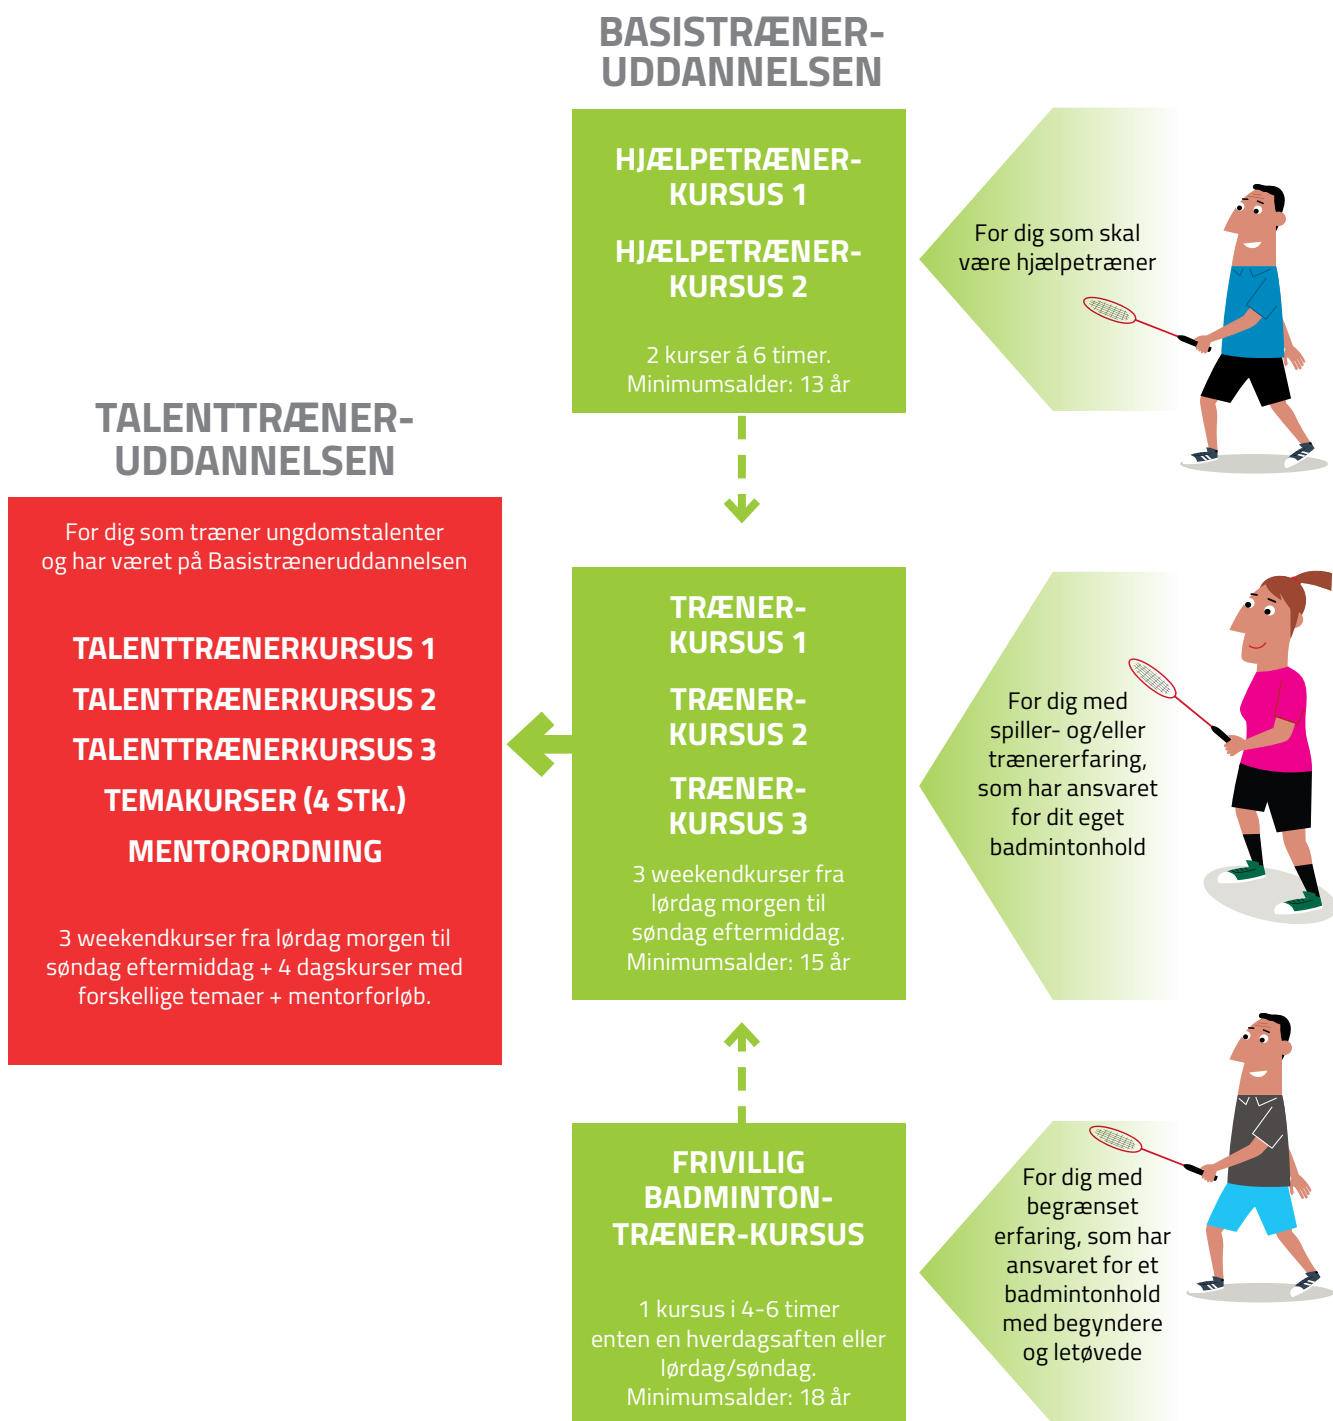 BASISTRÆNER-
UDDANNELSEN
HJÆLPETRÆNER-
KURSUS 1
HJÆLPETRÆNER-
KURSUS 2
2 kurser á 6 timer.
Minimumsalder: 13 år
For dig som skal
være hjælpetræner
TALENTTRÆNER-
UDDANNELSEN
For dig som træner ungdomstalenter
og har været på Basistræneruddannelsen
TALENTTRÆNERKURSUS 1
TALENTTRÆNERKURSUS 2
TALENTTRÆNERKURSUS 3
TEMAKURSER (4 STK.)
MENTORORDNING
3 weekendkurser fra lørdag morgen til
søndag eftermiddag + 4 dagskurser med
forskellige temaer + mentorforløb.
TRÆNER-
KURSUS 1
TRÆNER-
KURSUS 2
TRÆNER-
KURSUS 3
3 weekendkurser fra
lørdag morgen til
søndag eftermiddag.
Minimumsalder: 15 år
For dig med
spiller- og/eller
trænererfaring,
som har ansvaret
for dit eget
badmintonhold
FRIVILLIG
BADMINTON-
TRÆNER-KURSUS
1 kursus i 4-6 timer
enten en hverdagsaften eller
lørdag/søndag.
Minimumsalder: 18 år
For dig med
begrænset
erfaring, som har
ansvaret for et
badmintonhold
med begyndere
og letøvede